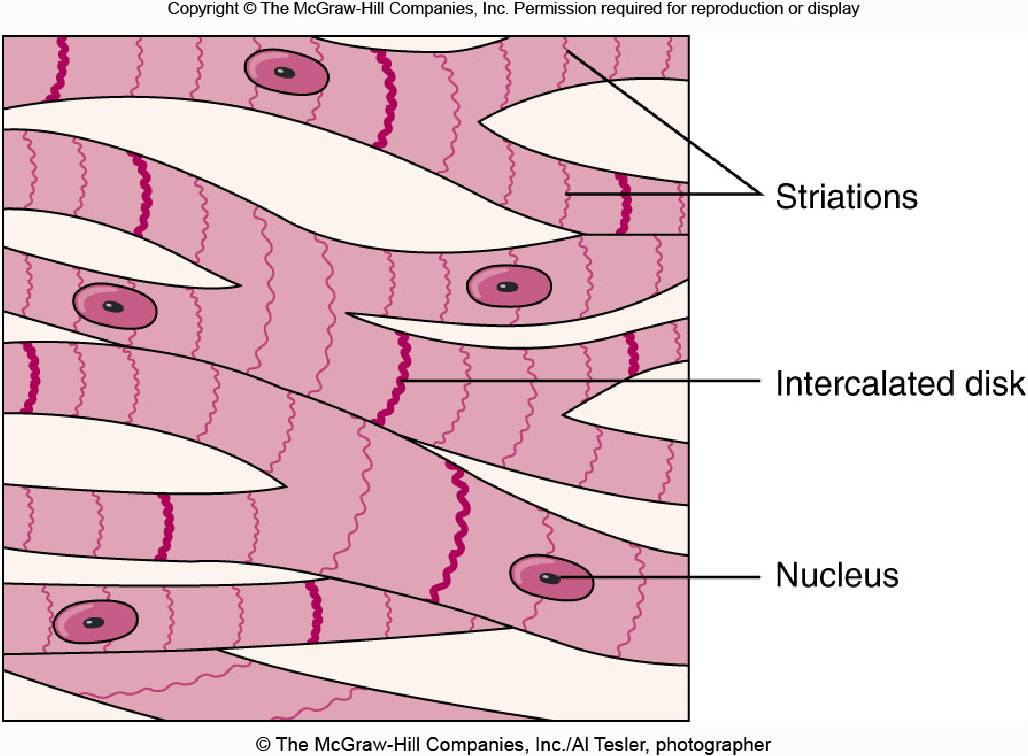 Copyright © The McGraw-Hill Companies, Inc. Permission required for reproduction or display
Striations
Intercalated disk
Nucleus
© The McGraw-Hill Companies, Inc./Al Tesler, photographer